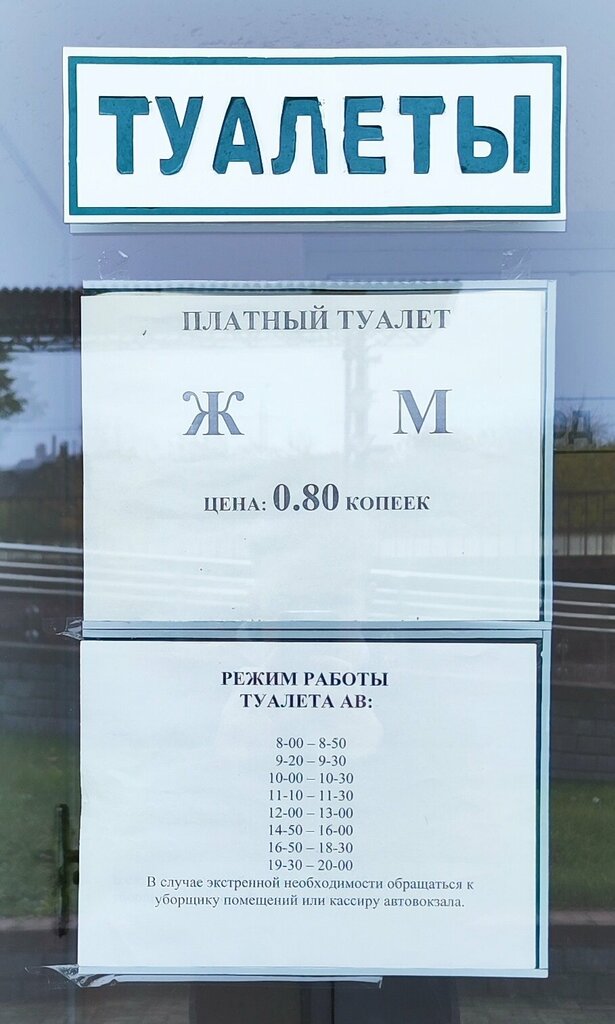 ТУАЛЕТЫ
ПЛАТНЫЙ ТУАЛЕТ
Ж М
ЦЕНА: 0.80 КОПЕЕК
РЕЖИМ РАБОТЫ
ТУАЛЕТА АВ:
8-00 – 8-50
9-20 – 9-30
10-00 – 10-30
11-10 – 11-30
12-00 – 13-00
14-50 – 16-00
16-50 – 18-30
19-30 – 20-00
В случае экстренной необходимости обращаться к
уборщику помещений или кассиру автовокзала.